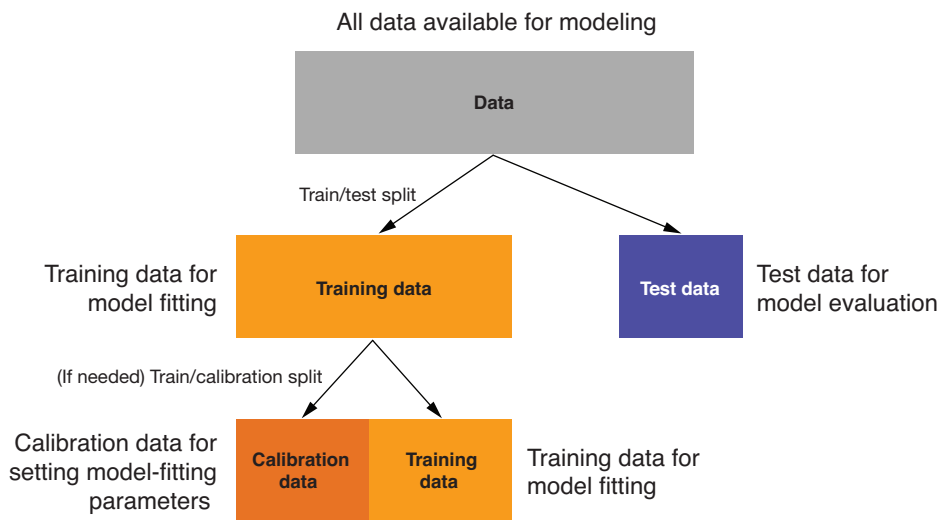 All data available for modeling
Data
Train/test split
Training data for
model fitting
Training data
Test data
Test data for
model evaluation
(If needed) Train/calibration split
Calibration data for
setting model-fitting
parameters
Calibration
data
Training
data
Training data for
model fitting